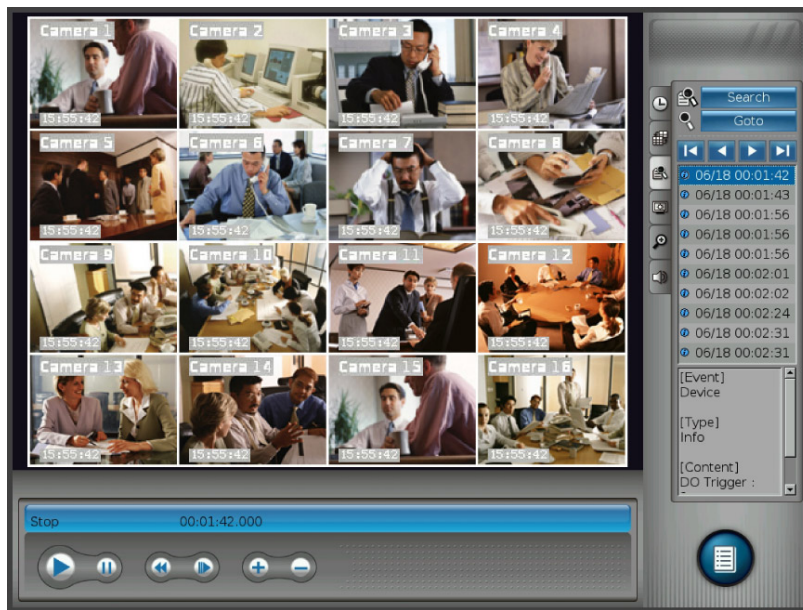 Camera 1
Camera 2
Camera 3
Camera 4
15:55:42
15:55:42
15:55:42
15:55:42
Camera 5
Camera 6
Camera 7
Camera 8
15:55:42
15:55:42
15:55:42
15:55:42
Camera 9
Camera 10
Camera 11
Camera 12
15:55:42
15:55:42
15:55:42
15:55:42
Camera 13
Camera 14
Camera 15
Camera 16
15:55:42
15:55:42
15:55:42
15:55:42
Search
Goto
06/18 00:01:42
06/18 00:01:43
06/18 00:01:56
06/18 00:01:56
06/18 00:01:56
06/18 00:02:01
06/18 00:02:02
06/18 00:02:24
06/18 00:02:31
06/18 00:02:31
[Event]
Device
[Type]
Info
[Content]
DO Trigger :
Stop 00:01:42.000